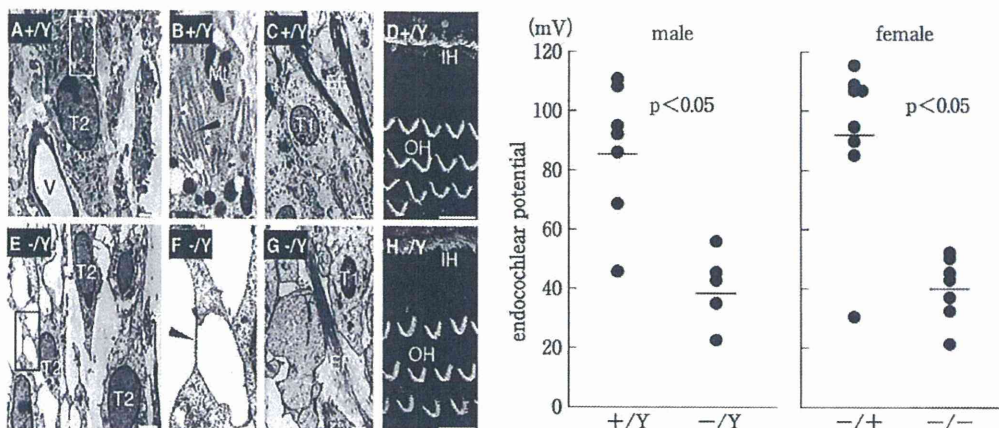 A+/Y
T2
V
B+/Y
Mt
C+/Y
T1
D+/Y
IH
OH
E -/Y
T2
T2
T2
F -/Y
G -/Y
T1
H -/Y
IH
OH
(mV)
male
female
120
100
80
60
40
20
0
p<0.05
p<0.05
endocochlear potential
+/Y
−/Y
−/+
−/−